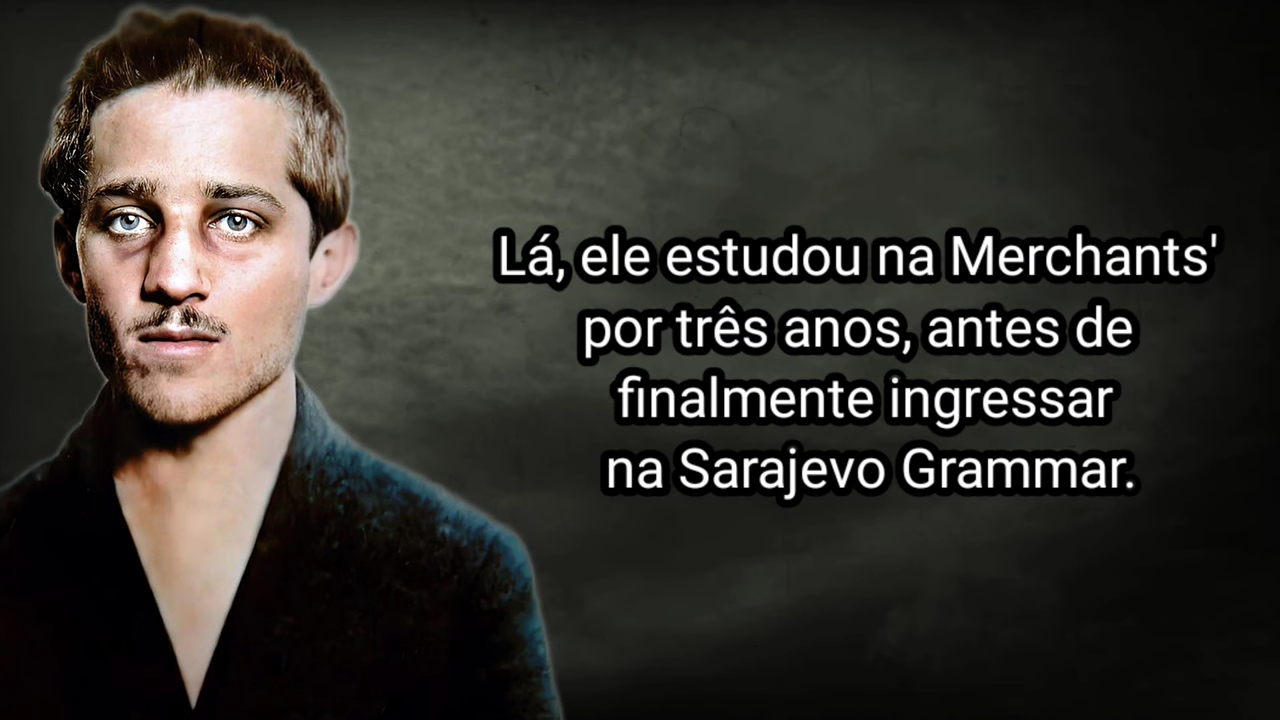 Lá, ele estudou na Merchants'
por três anos, antes de
finalmente ingressar
na Sarajevo Grammar.